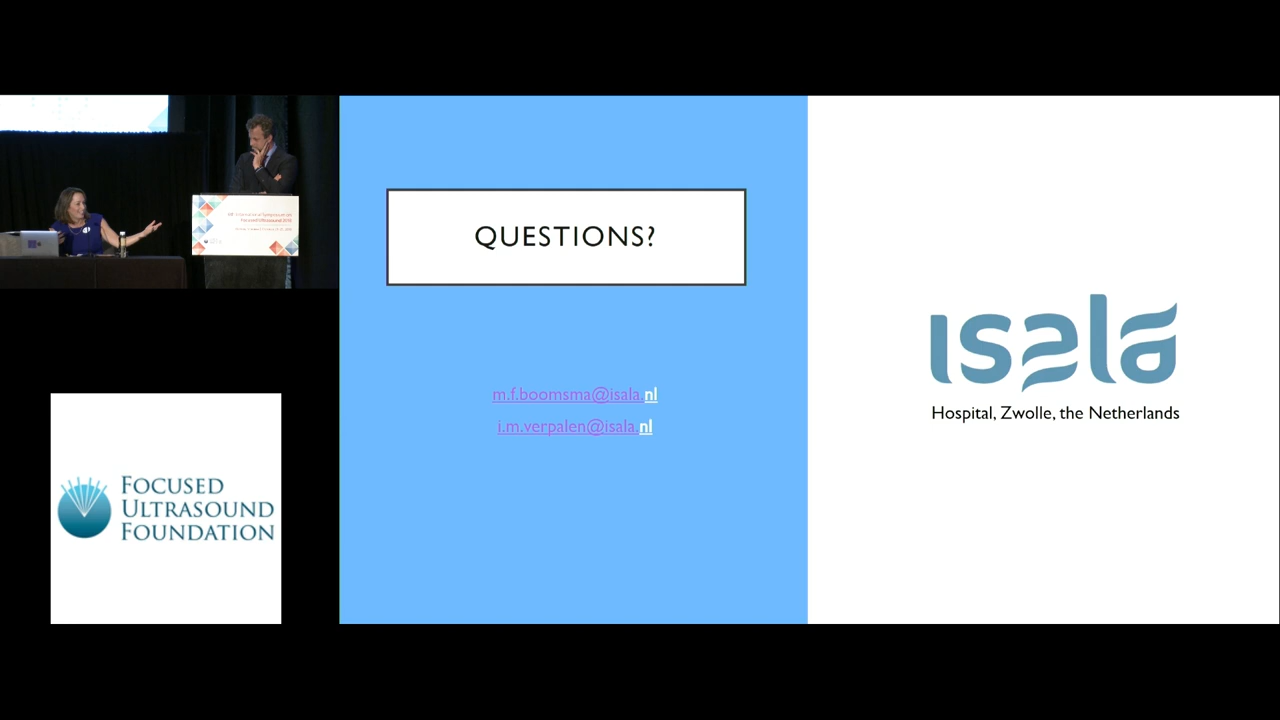 QUESTIONS?
m.f.boomsma@isala.nl
i.m.verpalen@isala.nl
isala
Hospital, Zwolle, the Netherlands
FOCUSED
ULTRASOUND
FOUNDATION